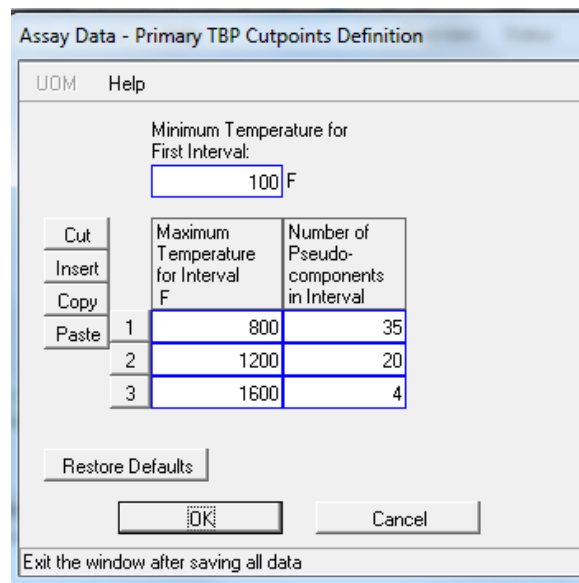 Assay Data - Primary TBP Cutpoints Definition
UOM Help
Minimum Temperature for
First Interval:
100 F
Cut
Insert
Copy
Paste
Maximum
Temperature
for Interval
F
Number of
Pseudo-
components
in Interval
1 800 35
2 1200 20
3 1600 4
Restore Defaults
OK Cancel
Exit the window after saving all data